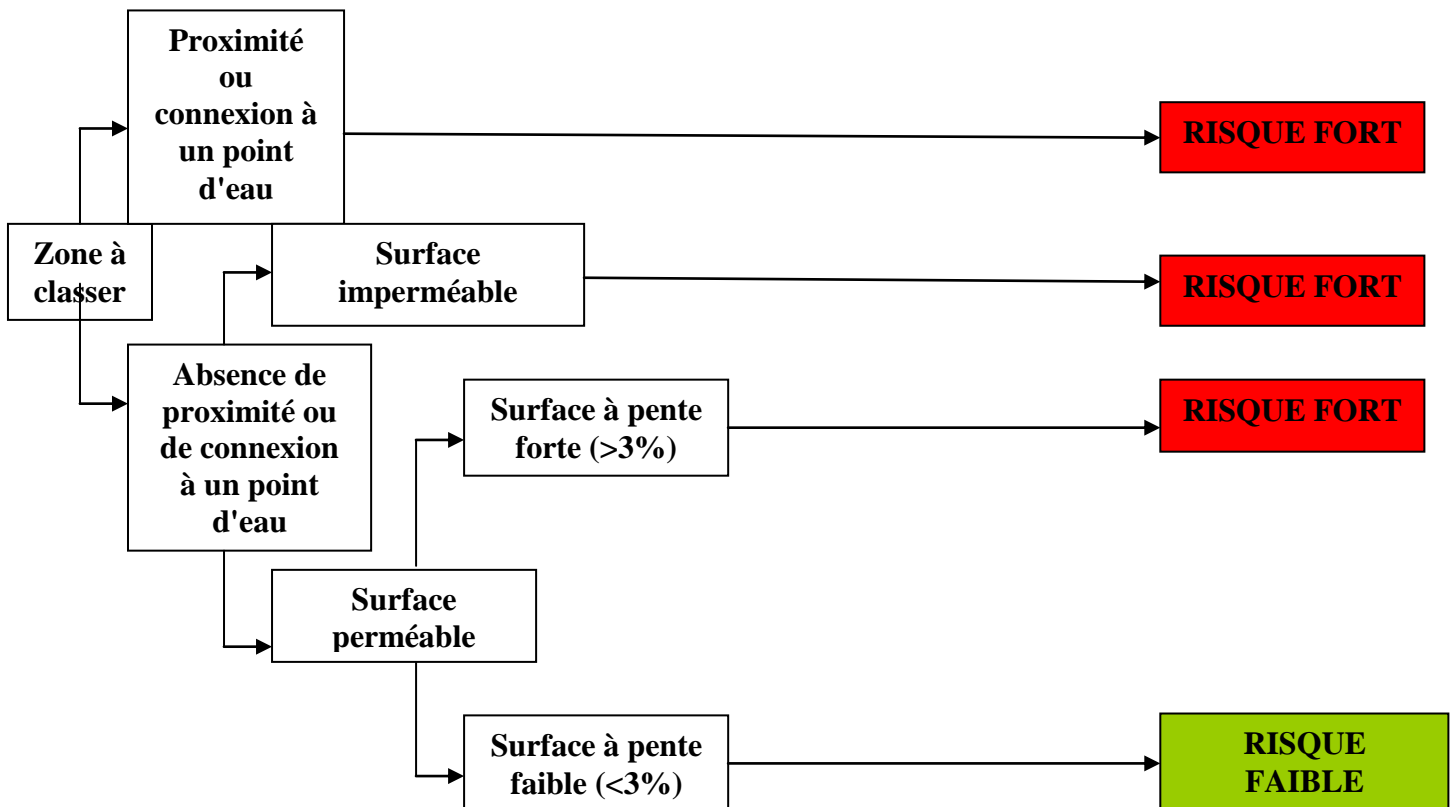 Proximité
ou
connexion à
un point
d'eau
RISQUE FORT
Zone à
classer
Surface
imperméable
RISQUE FORT
Absence de
proximité ou
de connexion
à un point
d'eau
Surface à pente
forte (>3%)
RISQUE FORT
Surface
perméable
Surface à pente
faible (<3%)
RISQUE
FAIBLE